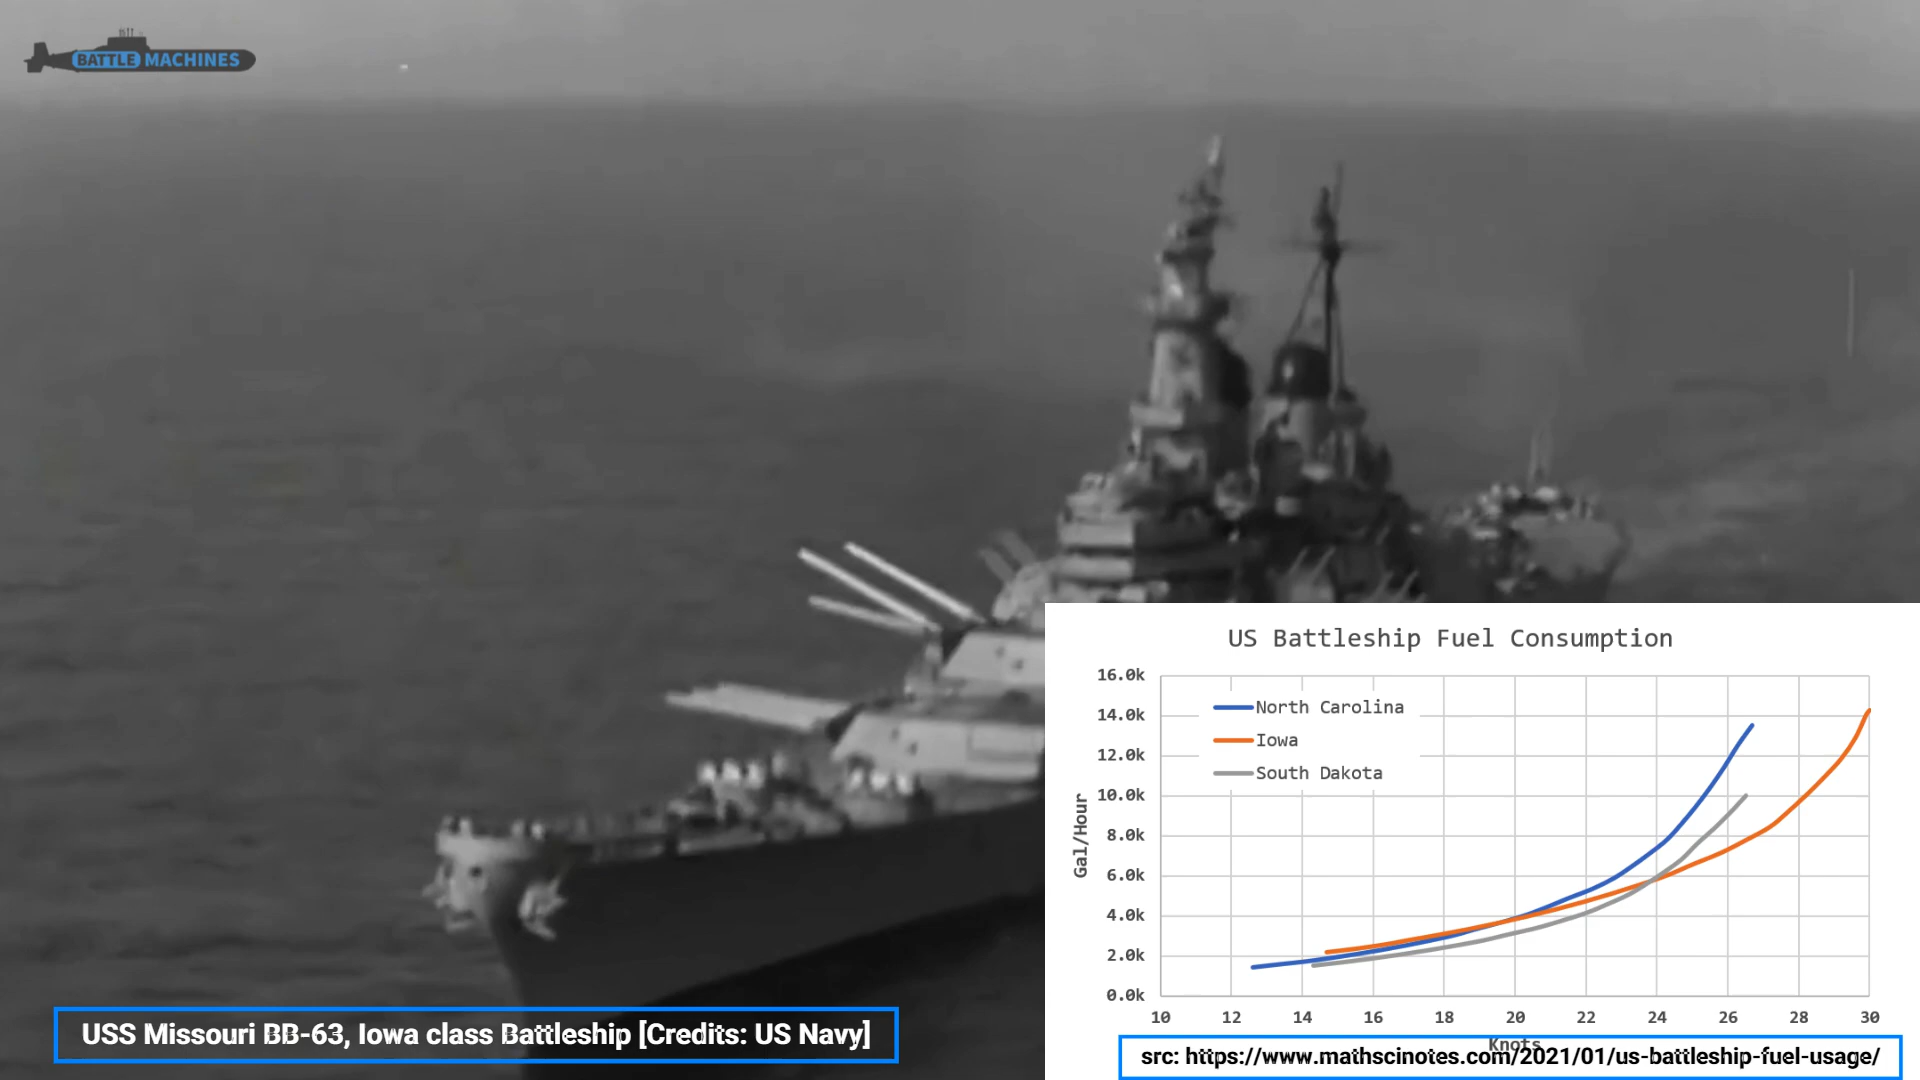 BATTLE MACHINES
US Battleship Fuel Consumption
16.0k
14.0k
12.0k
10.0k
8.0k
6.0k
4.0k
2.0k
0.0k
Gal/Hour
North Carolina
Iowa
South Dakota
10 12 14 16 18 20 22 24 26 28 30
Knots
USS Missouri BB-63, Iowa class Battleship [Credits: US Navy]
src: https://www.mathscinotes.com/2021/01/us-battleship-fuel-usage/